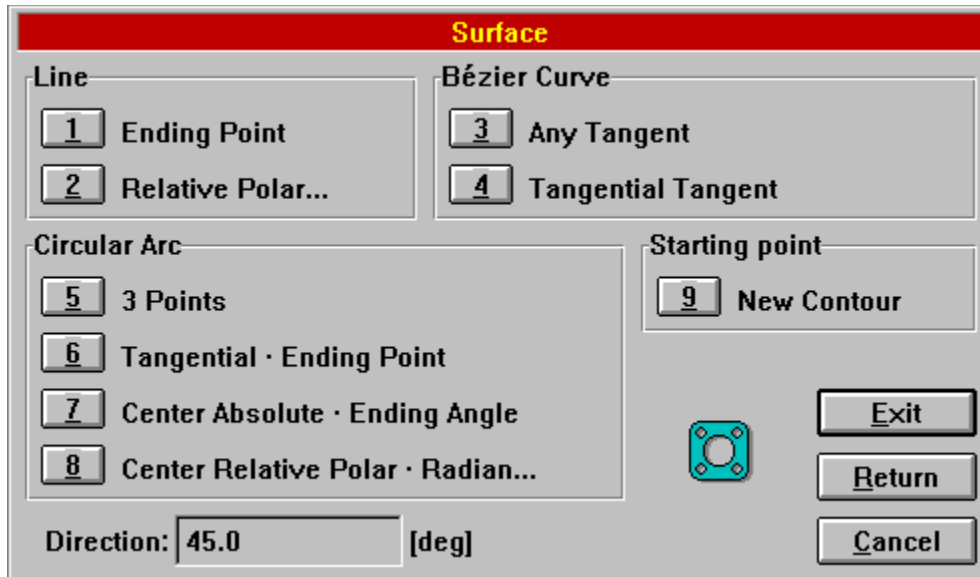 Surface
Line
1 Ending Point
2 Relative Polar...
Bézier Curve
3 Any Tangent
4 Tangential Tangent
Circular Arc
5 3 Points
6 Tangential · Ending Point
7 Center Absolute · Ending Angle
8 Center Relative Polar · Radian...
Starting point
9 New Contour
Exit
Return
Cancel
Direction: 45.0 [deg]